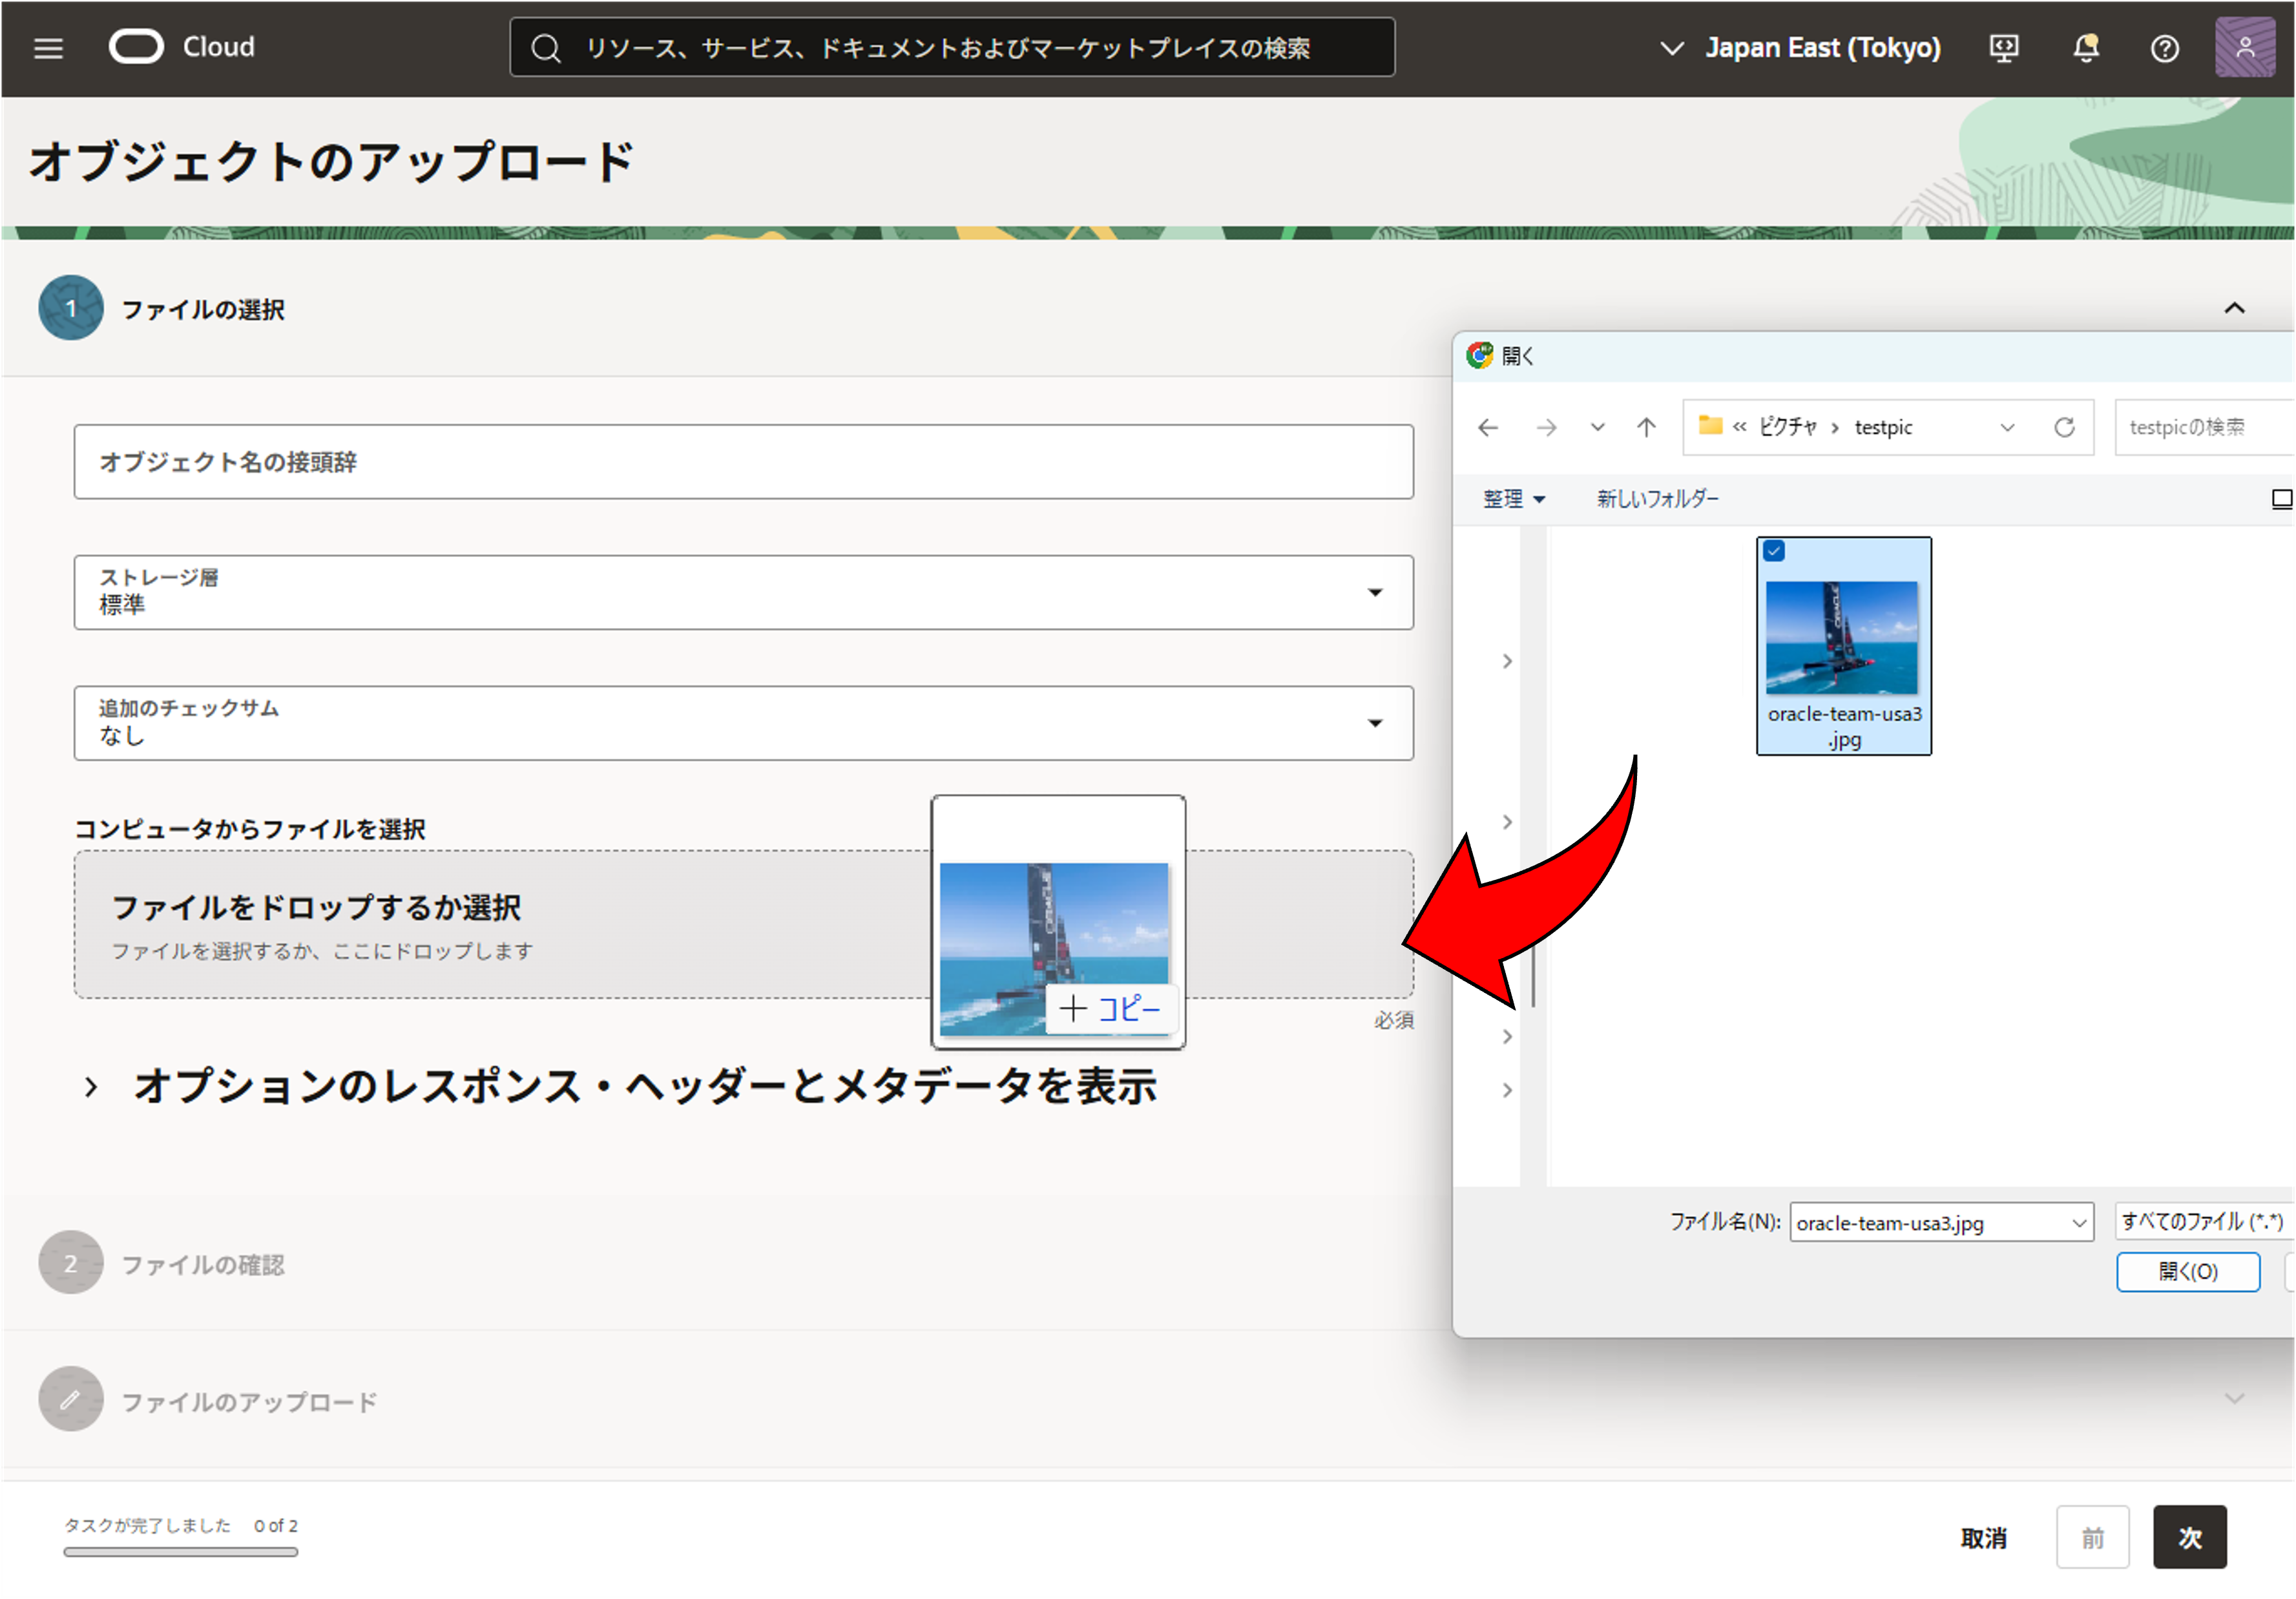 Cloud
リソース、サービス、ドキュメントおよびマーケットプレイスの検索
Japan East (Tokyo)
オブジェクトのアップロード
1
ファイルの選択
オブジェクト名の接頭辞
ストレージ層
標準
追加のチェックサム
なし
コンピュータからファイルを選択
ファイルをドロップするか選択
ファイルを選択するか、ここにドロップします
ORACLE
+ コピー
必須
オプションのレスポンス・ヘッダーとメタデータを表示
2
ファイルの確認
ファイルのアップロード
タスクが完了しました 0 of 2
取消
前
次
開く
« ピクチャ › testpic
testpicの検索
整理
新しいフォルダー
ORACLE
oracle-team-usa3
.jpg
ファイル名(N):
oracle-team-usa3.jpg
すべてのファイル (*.*)
開く(O)